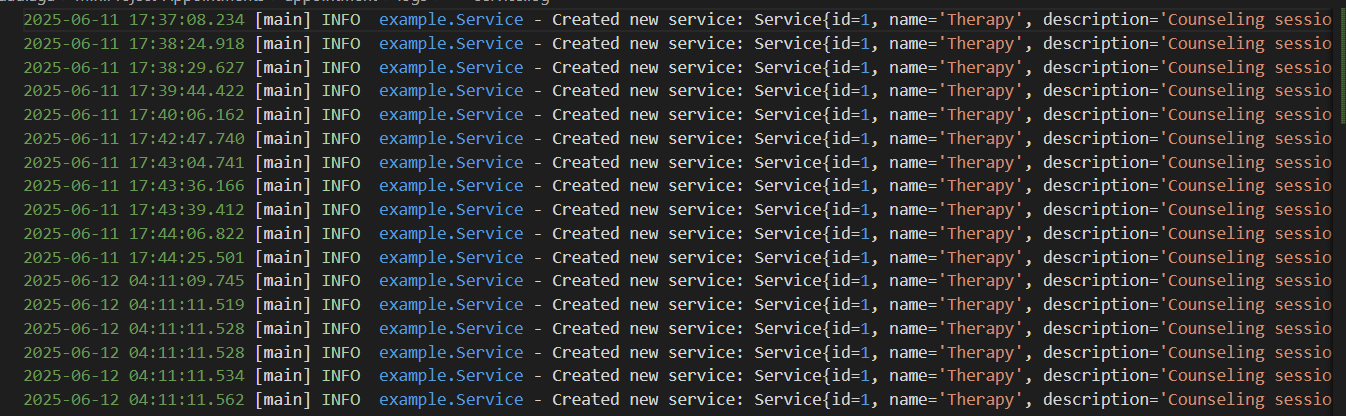 2025-06-11 17:37:08.234 [main] INFO  example.Service - Created new service: Service{id=1, name='Therapy', description='Counseling sessio
2025-06-11 17:38:24.918 [main] INFO  example.Service - Created new service: Service{id=1, name='Therapy', description='Counseling sessio
2025-06-11 17:38:29.627 [main] INFO  example.Service - Created new service: Service{id=1, name='Therapy', description='Counseling sessio
2025-06-11 17:39:44.422 [main] INFO  example.Service - Created new service: Service{id=1, name='Therapy', description='Counseling sessio
2025-06-11 17:40:06.162 [main] INFO  example.Service - Created new service: Service{id=1, name='Therapy', description='Counseling sessio
2025-06-11 17:42:47.740 [main] INFO  example.Service - Created new service: Service{id=1, name='Therapy', description='Counseling sessio
2025-06-11 17:43:04.741 [main] INFO  example.Service - Created new service: Service{id=1, name='Therapy', description='Counseling sessio
2025-06-11 17:43:36.166 [main] INFO  example.Service - Created new service: Service{id=1, name='Therapy', description='Counseling sessio
2025-06-11 17:43:39.412 [main] INFO  example.Service - Created new service: Service{id=1, name='Therapy', description='Counseling sessio
2025-06-11 17:44:06.822 [main] INFO  example.Service - Created new service: Service{id=1, name='Therapy', description='Counseling sessio
2025-06-11 17:44:25.501 [main] INFO  example.Service - Created new service: Service{id=1, name='Therapy', description='Counseling sessio
2025-06-12 04:11:09.745 [main] INFO  example.Service - Created new service: Service{id=1, name='Therapy', description='Counseling sessio
2025-06-12 04:11:11.519 [main] INFO  example.Service - Created new service: Service{id=1, name='Therapy', description='Counseling sessio
2025-06-12 04:11:11.528 [main] INFO  example.Service - Created new service: Service{id=1, name='Therapy', description='Counseling sessio
2025-06-12 04:11:11.528 [main] INFO  example.Service - Created new service: Service{id=1, name='Therapy', description='Counseling sessio
2025-06-12 04:11:11.534 [main] INFO  example.Service - Created new service: Service{id=1, name='Therapy', description='Counseling sessio
2025-06-12 04:11:11.562 [main] INFO  example.Service - Created new service: Service{id=1, name='Therapy', description='Counseling sessio